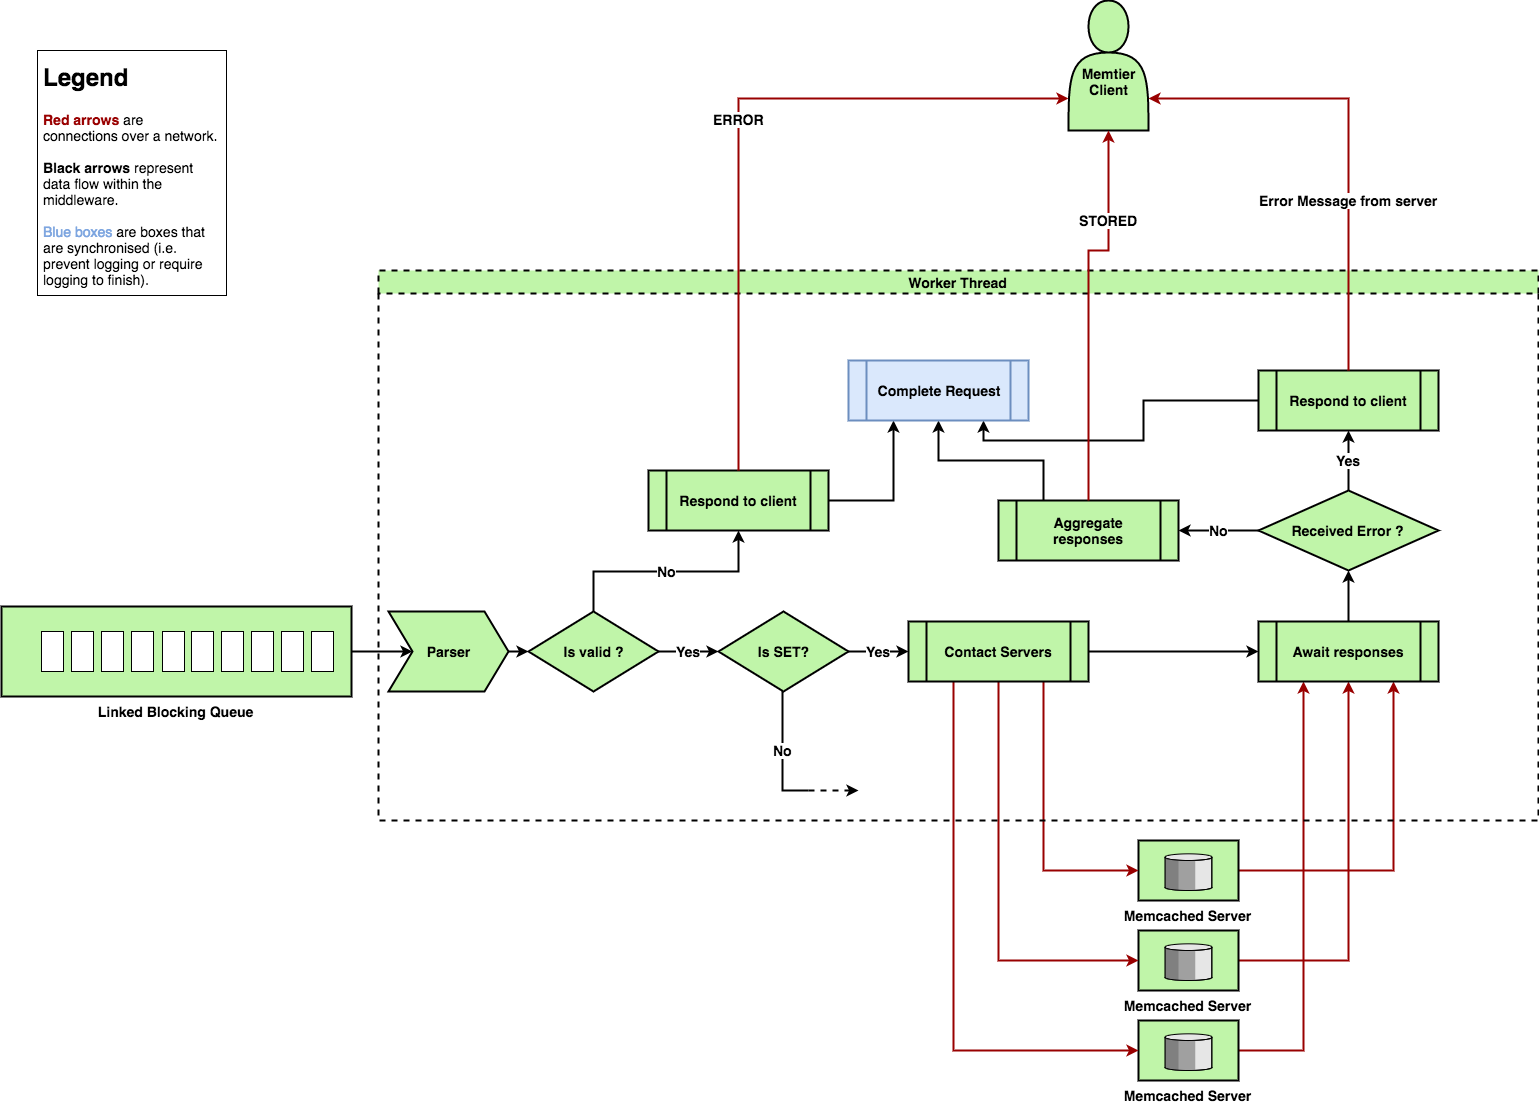 Memtier
Client
Legend
Red arrows are
connections over a network.
Black arrows represent
data flow within the
middleware.
Blue boxes are boxes that
are synchronised (i.e.
prevent logging or require
logging to finish).
ERROR
STORED
Error Message from server
Worker Thread
Complete Request
Respond to client
Yes
Respond to client
Aggregate
responses
No
Received Error ?
No
Parser
Is valid ?
Yes
Is SET?
Yes
Contact Servers
Await responses
Linked Blocking Queue
No
Memcached Server
Memcached Server
Memcached Server